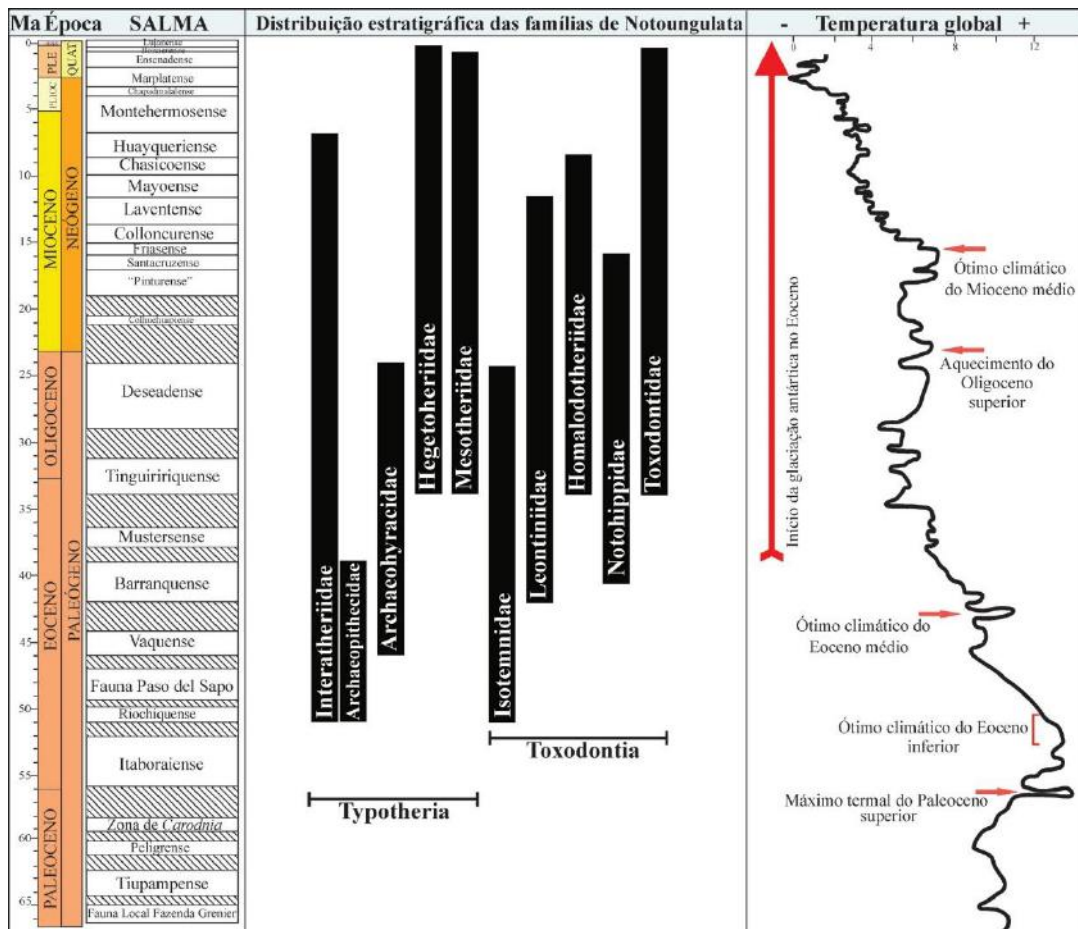 Ma Época SALMA
Distribuição estratigráfica das famílias de Notoungulata
- Temperatura global +
0
5
10
15
20
25
30
35
40
45
50
55
60
65
PLE
PLIOC
MIOCENO
OLIGOCENO
EOCENO
PALEOCENO
QUAT
NEÓGENO
PALEÓGENO
Lujanense
Ensenadense
Marplatense
Chapadmalalense
Montehermosense
Huayqueriense
Chasicoense
Mayoense
Laventense
Colloncurense
Friasense
Santacruzense
“Pinturense”
Colhuehuapiense
Deseadense
Tinguiririquense
Mustersense
Barranquense
Vaquense
Fauna Paso del Sapo
Riochiquense
Itaboraiense
Zona de Carodnia
Peligrense
Tiupampense
Fauna Local Fazenda Grenier
Interatheriidae
Archaeopithecidae
Archaeohyracidae
Hegetoheriidae
Mesotheriidae
Isotemnidae
Leontiniidae
Homalodotheriidae
Notohippidae
Toxodontidae
Typotheria
Toxodontia
0 4 8 12
Início da glaciação antártica no Eoceno
Ótimo climático
do Mioceno médio
Aquecimento do
Oligoceno
superior
Ótimo climático do
Eoceno médio
Ótimo climático do Eoceno
inferior
Máximo termal do Paleoceno
superior